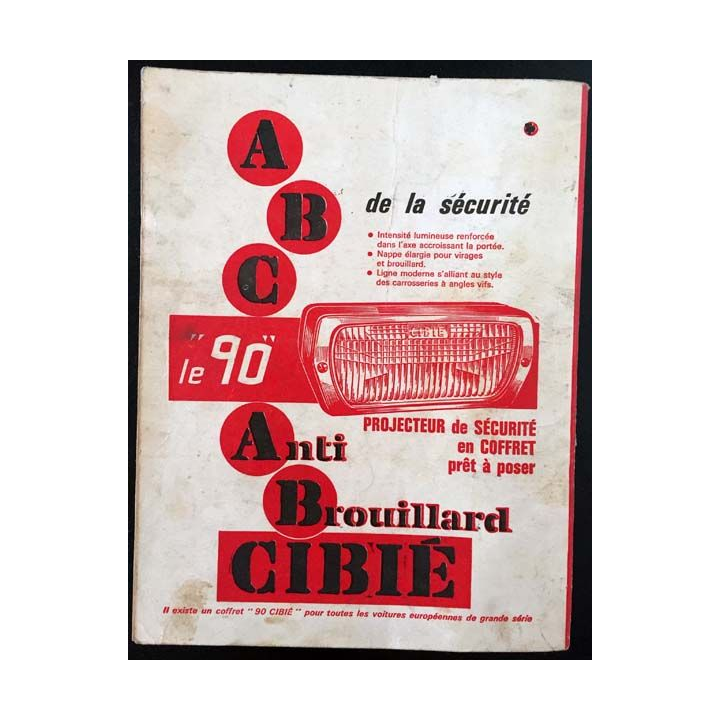 A
B
C
de la sécurité
• Intensité lumineuse renforcée
dans l'axe accroissant la portée.
• Nappe élargie pour virages
et brouillard.
• Ligne moderne s'alliant au style
des carrosseries à angles vifs.
"le 90"
CIBIÉ
PROJECTEUR de SÉCURITÉ
en COFFRET
prêt à poser
Anti
Brouillard
CIBIÉ
Il existe un coffret "90 CIBIÉ" pour toutes les voitures européennes de grande série